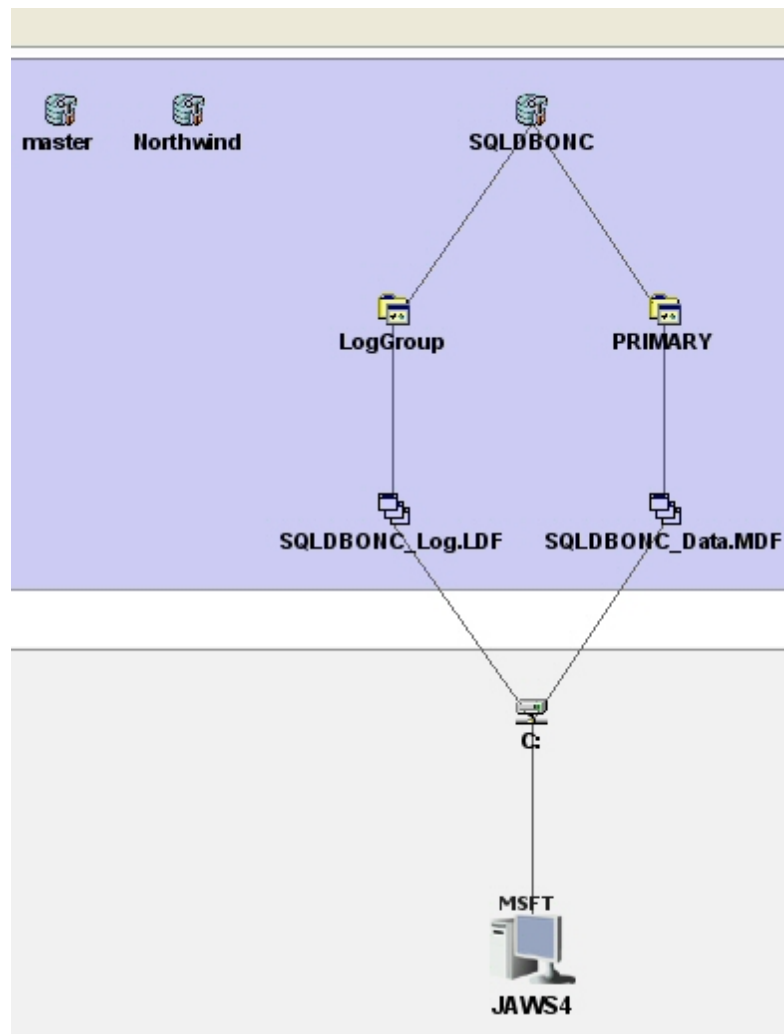 master
Northwind
SQLDBONC
LogGroup
PRIMARY
SQLDBONC_Log.LDF
SQLDBONC_Data.MDF
C:
MSFT
JAWS4